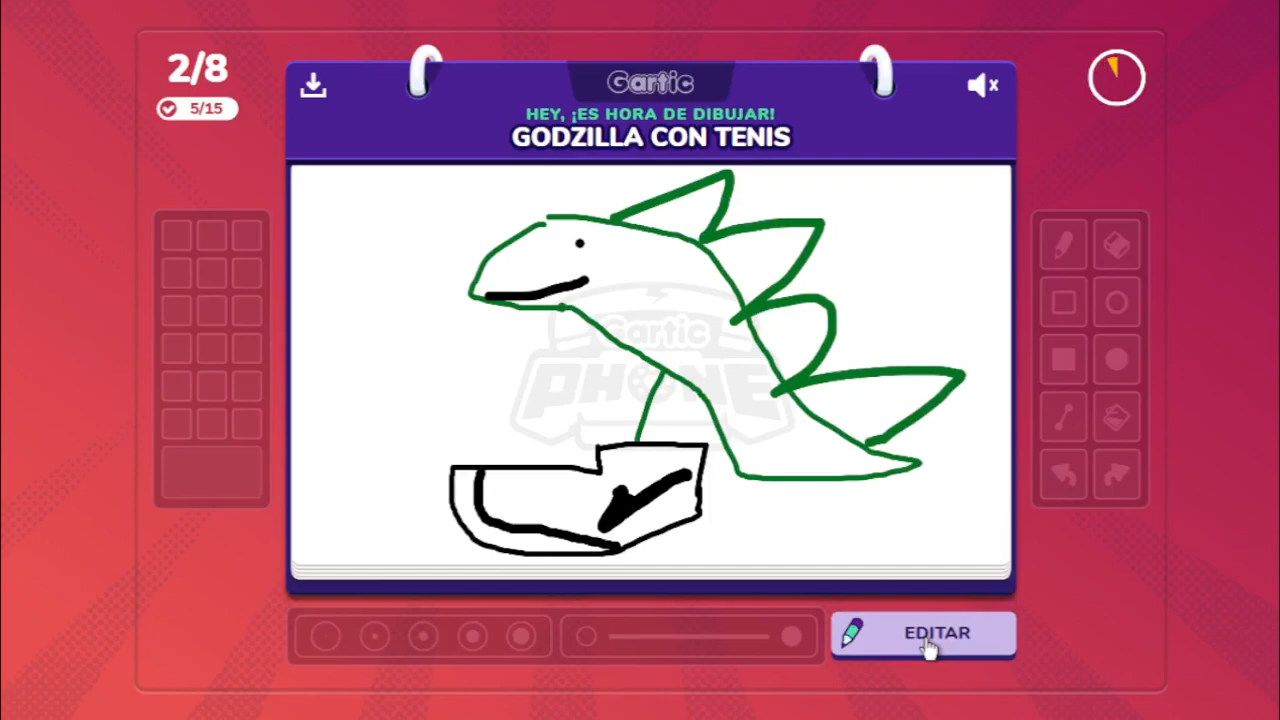 2/8
5/15
Gartic
HEY, ¡ES HORA DE DIBUJAR!
GODZILLA CON TENIS
Gartic
PHONE
EDITAR